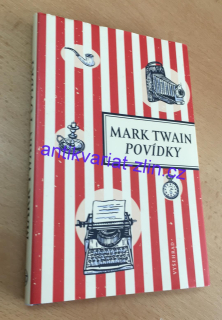 MARK TWAIN
POVÍDKY
antikvariat-zlin.cz
VYŠEHRAD